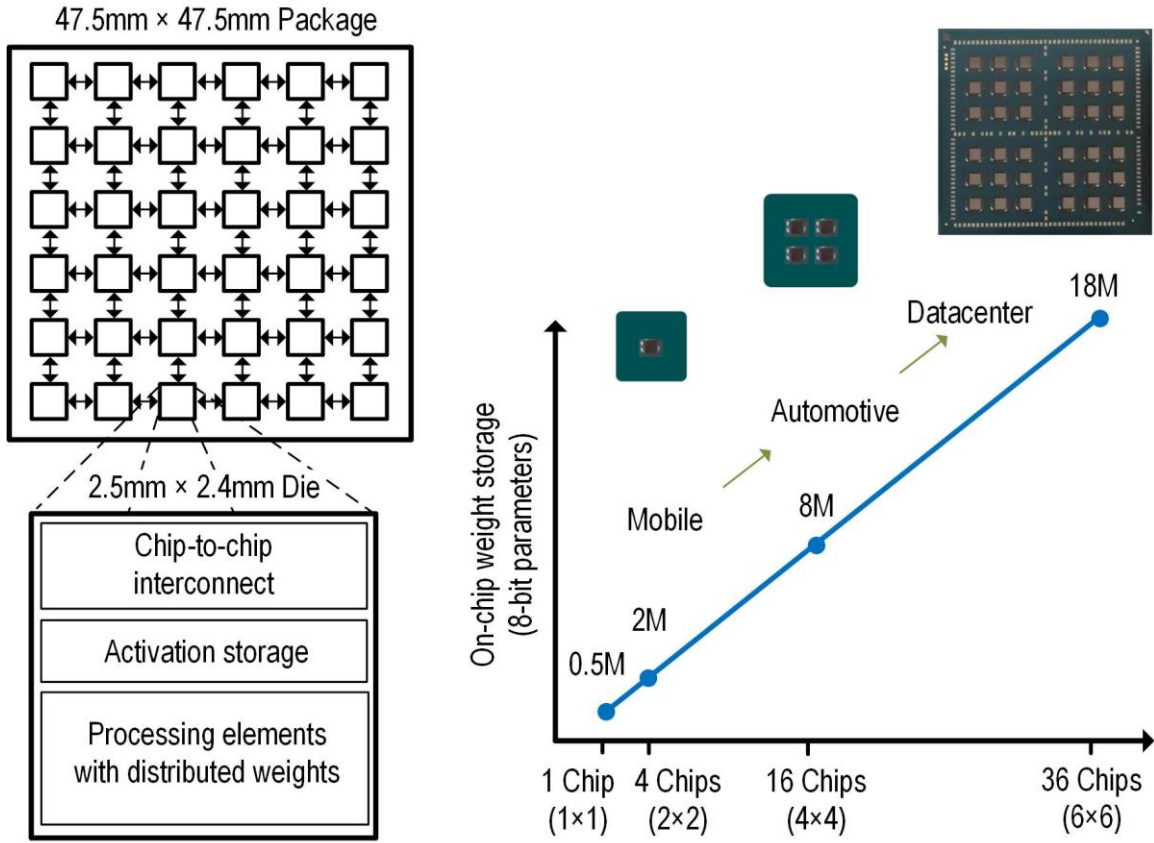 47.5mm × 47.5mm Package
2.5mm × 2.4mm Die
Chip-to-chip
interconnect
Activation storage
Processing elements
with distributed weights
On-chip weight storage
(8-bit parameters)
Mobile
Automotive
Datacenter
0.5M
2M
8M
18M
1 Chip
(1×1)
4 Chips
(2×2)
16 Chips
(4×4)
36 Chips
(6×6)